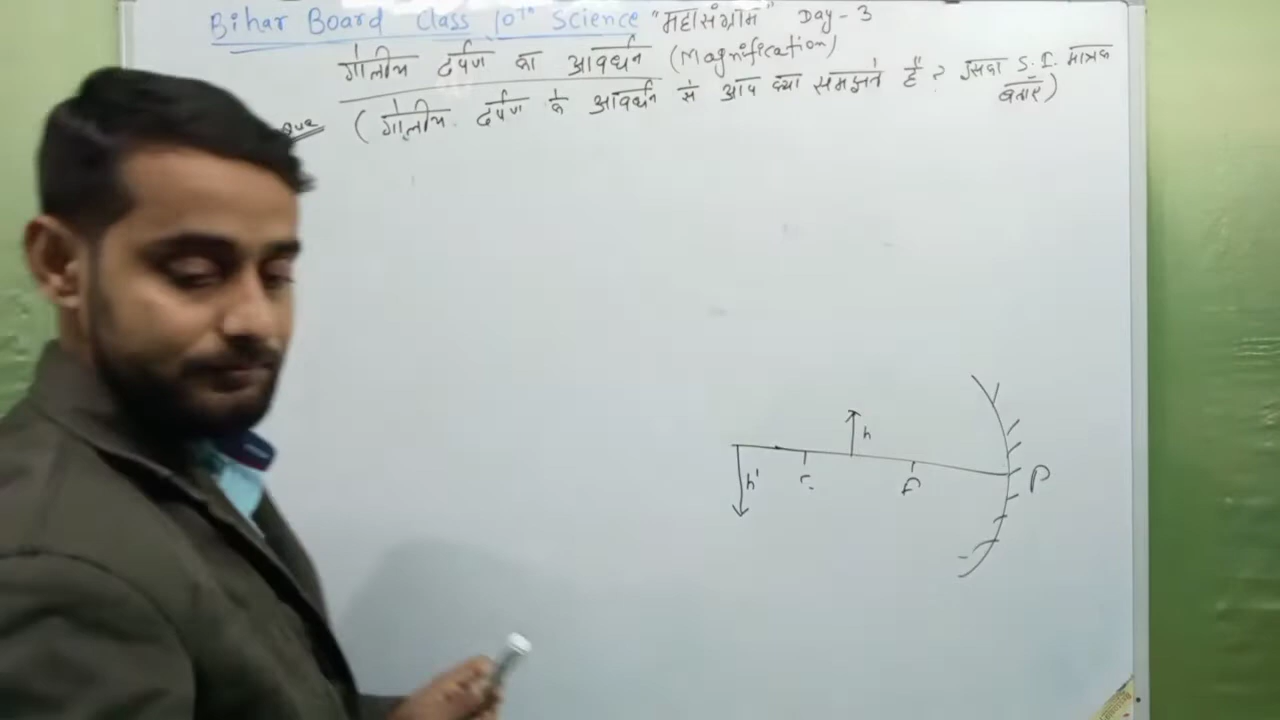 Bihar Board Class 10th Science "महासंग्राम" Day - 3
गोलीय दर्पण का आवर्धन (Magnification)
Que (गोलीय दर्पण के आवर्धन से आप क्या समझते हैं? इसका S.I. मात्रक
बताएँ)
h
h'
F
P